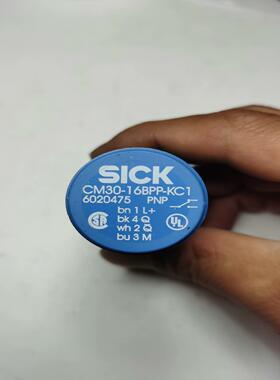 SICK
CM30-16BPP-KC1
6020475 PNP
bn 1 L+
bk 4 Q
wh 2 Q
bu 3 M